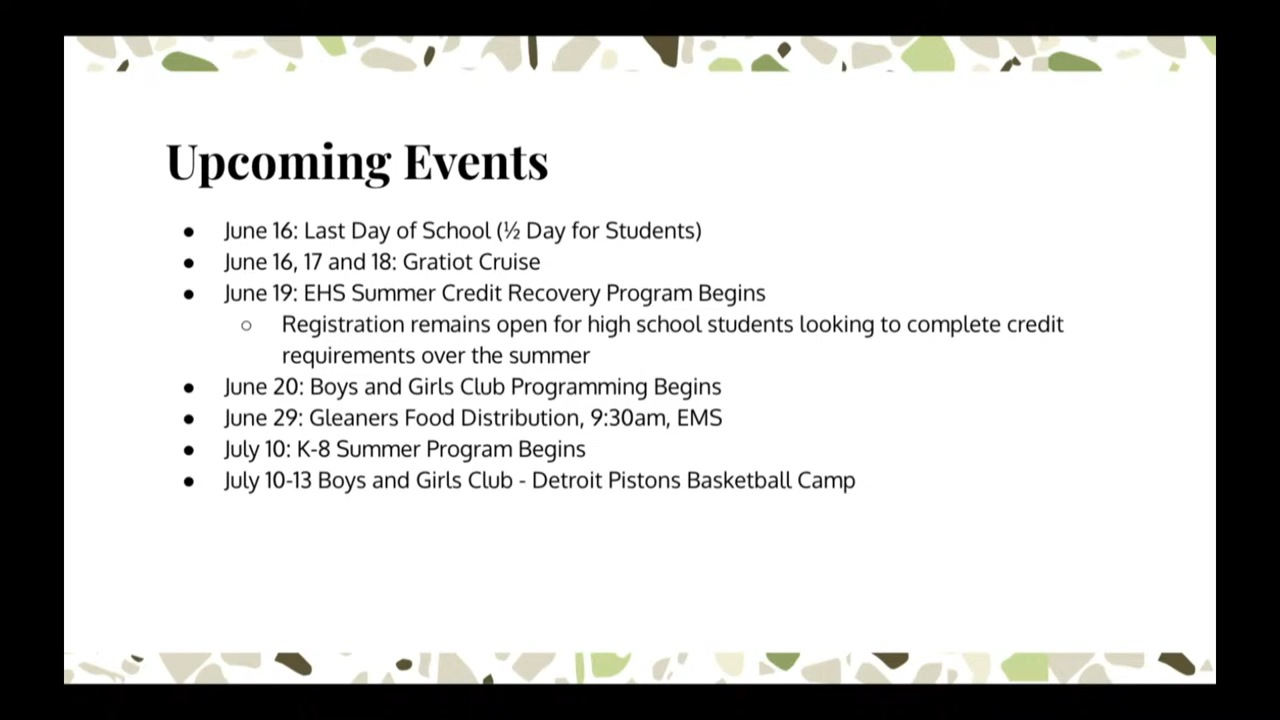 Upcoming Events
● June 16: Last Day of School (½ Day for Students)
● June 16, 17 and 18: Gratiot Cruise
● June 19: EHS Summer Credit Recovery Program Begins
○ Registration remains open for high school students looking to complete credit
requirements over the summer
● June 20: Boys and Girls Club Programming Begins
● June 29: Gleaners Food Distribution, 9:30am, EMS
● July 10: K-8 Summer Program Begins
● July 10-13 Boys and Girls Club - Detroit Pistons Basketball Camp